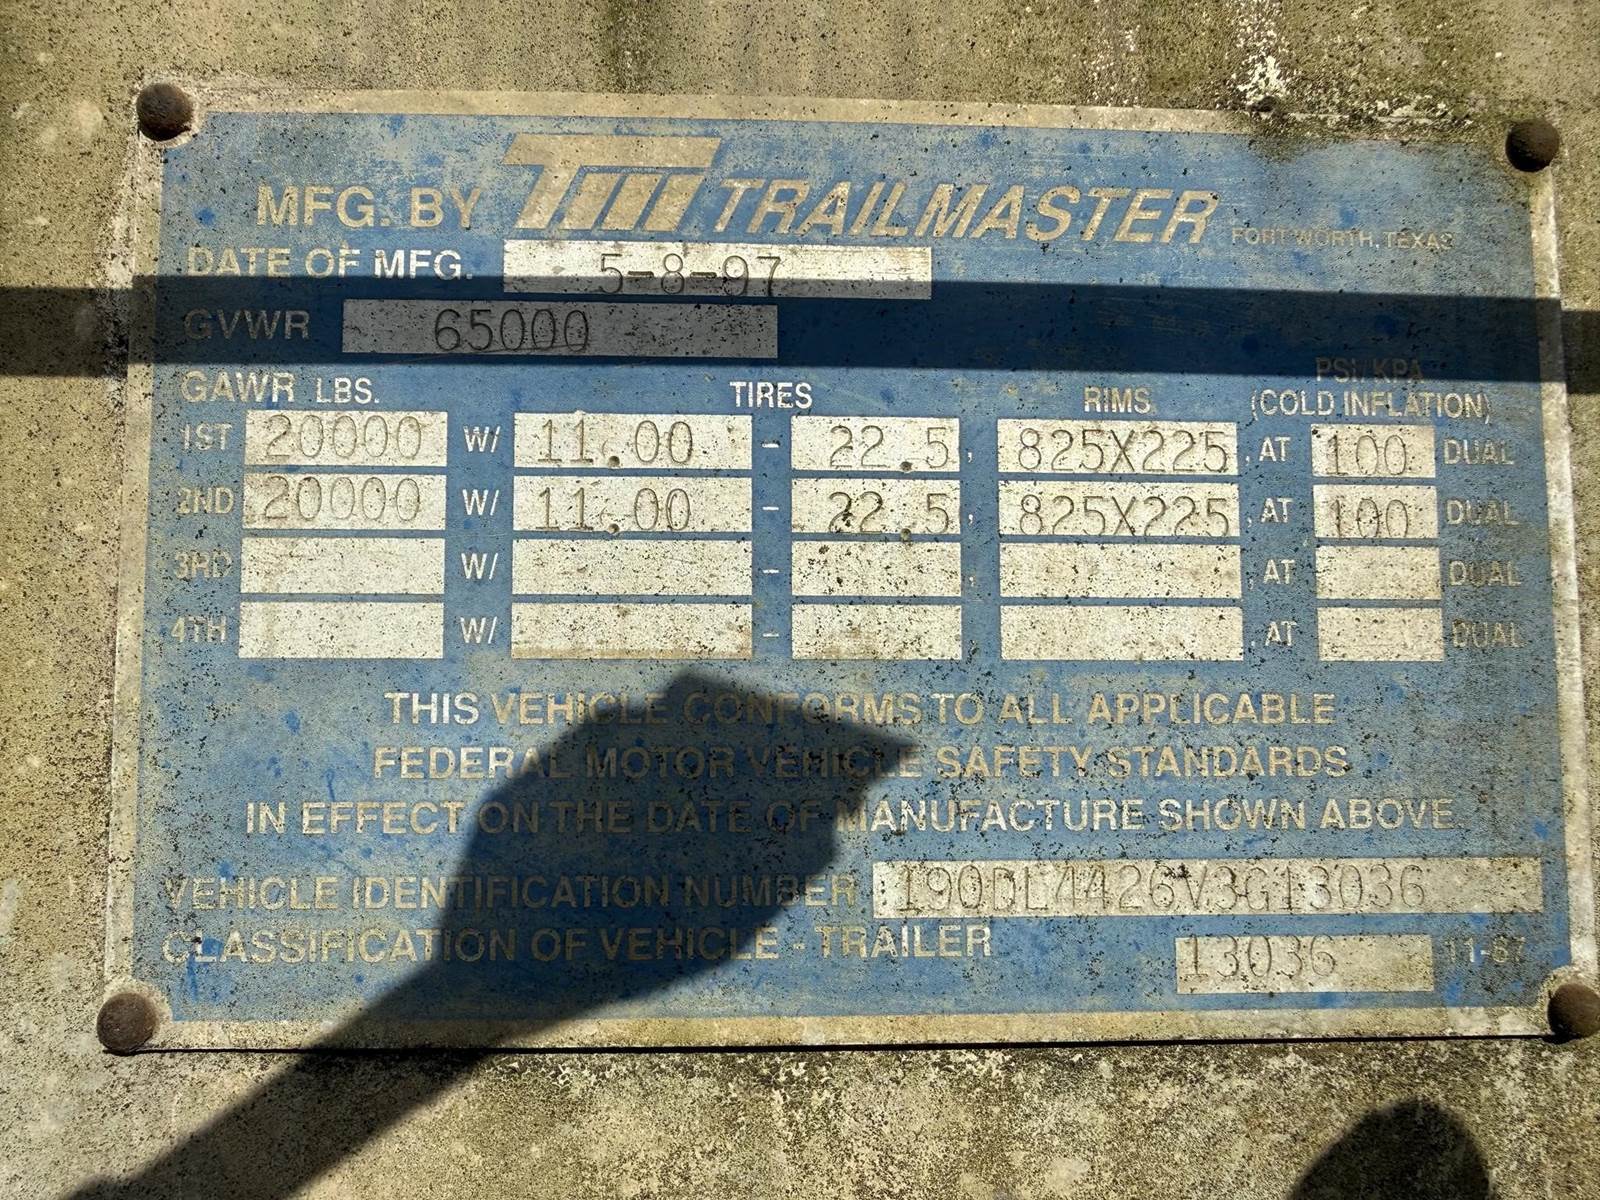 MFG. BY TM TRAILMASTER FORT WORTH, TEXAS
DATE OF MFG. 5-8-97
GVWR 65000
GAWR LBS. TIRES RIMS PSI/KPA (COLD INFLATION)
1ST 20000 W/ 11.00 - 22.5, 825X225, AT 100 DUAL
2ND 20000 W/ 11.00 - 22.5, 825X225, AT 100 DUAL
3RD W/ - , , AT DUAL
4TH W/ - , AT DUAL
THIS VEHICLE CONFORMS TO ALL APPLICABLE
FEDERAL MOTOR VEHICLE SAFETY STANDARDS
IN EFFECT ON THE DATE OF MANUFACTURE SHOWN ABOVE.
VEHICLE IDENTIFICATION NUMBER 190DL4426V3G13036
CLASSIFICATION OF VEHICLE - TRAILER 13036 11-87